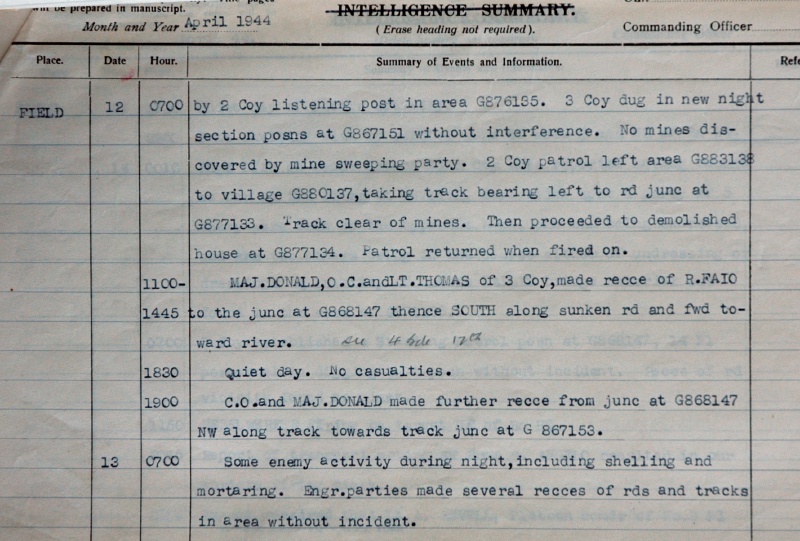 will be prepared in manuscript.
Month and Year April 1944
INTELLIGENCE SUMMARY.
(Erase heading not required).
Commanding Officer
Place. Date Hour. Summary of Events and Information. Refe
FIELD 12 0700 by 2 Coy listening post in area G876135. 3 Coy dug in new night
section posns at G867151 without interference. No mines dis-
covered by mine sweeping party. 2 Coy patrol left area G883138
to village G880137,taking track bearing left to rd junc at
G877133. Track clear of mines. Then proceeded to demolished
house at G877134. Patrol returned when fired on.
1100- MAJ.DONALD,O.C.andLT.THOMAS of 3 Coy,made recce of R.FAIO
1445 to the junc at G868147 thence SOUTH along sunken rd and fwd to-
ward river.
1830 Quiet day. No casualties.
1900 C.O.and MAJ.DONALD made further recce from junc at G868147
NW along track towards track junc at G 867153.
13 0700 Some enemy activity during night,including shelling and
mortaring. Engr.parties made several recces of rds and tracks
in area without incident.